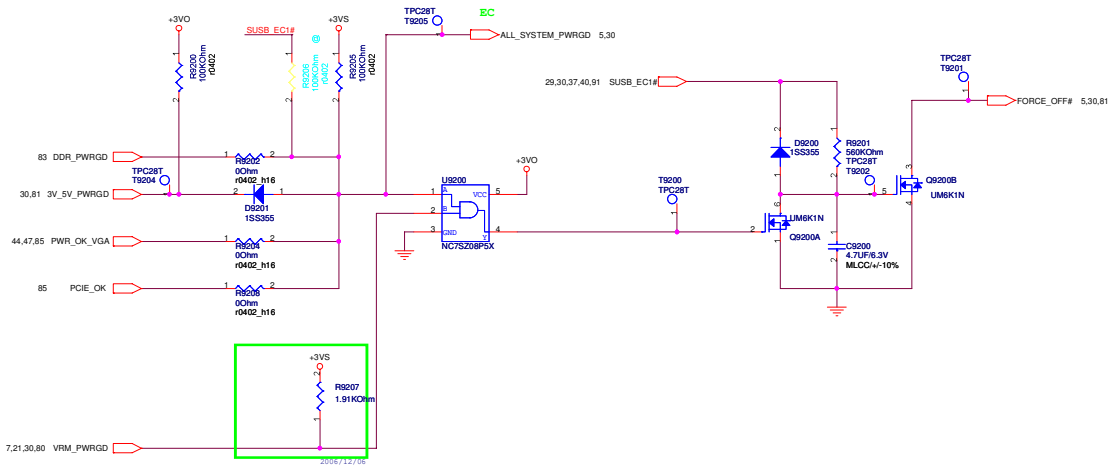 +3VO
SUSB_EC1#
+3VS
TPC28T
T9205
EC
ALL_SYSTEM_PWRGD 5,30
R9200
100KOhm
r0402
R9206
100KOhm @
r0402
R9205
100KOhm
r0402
TPC28T
T9201
29,30,37,40,91 SUSB_EC1#
FORCE_OFF# 5,30,81
83 DDR_PWRGD
R9202
0Ohm
r0402_h16
30,81 3V_5V_PWRGD
TPC28T
T9204
D9201
1SS355
+3VO
U9200
A
B
GND
VCC
Y
NC7SZ08P5X
T9200
TPC28T
D9200
1SS355
R9201
560KOhm
TPC28T
T9202
Q9200B
UM6K1N
UM6K1N
Q9200A
C9200
4.7UF/6.3V
MLCC/+/-10%
44,47,85 PWR_OK_VGA
R9204
0Ohm
r0402_h16
85 PCIE_OK
R9208
0Ohm
r0402_h16
+3VS
R9207
1.91KOhm
7,21,30,80 VRM_PWRGD
2006/12/06